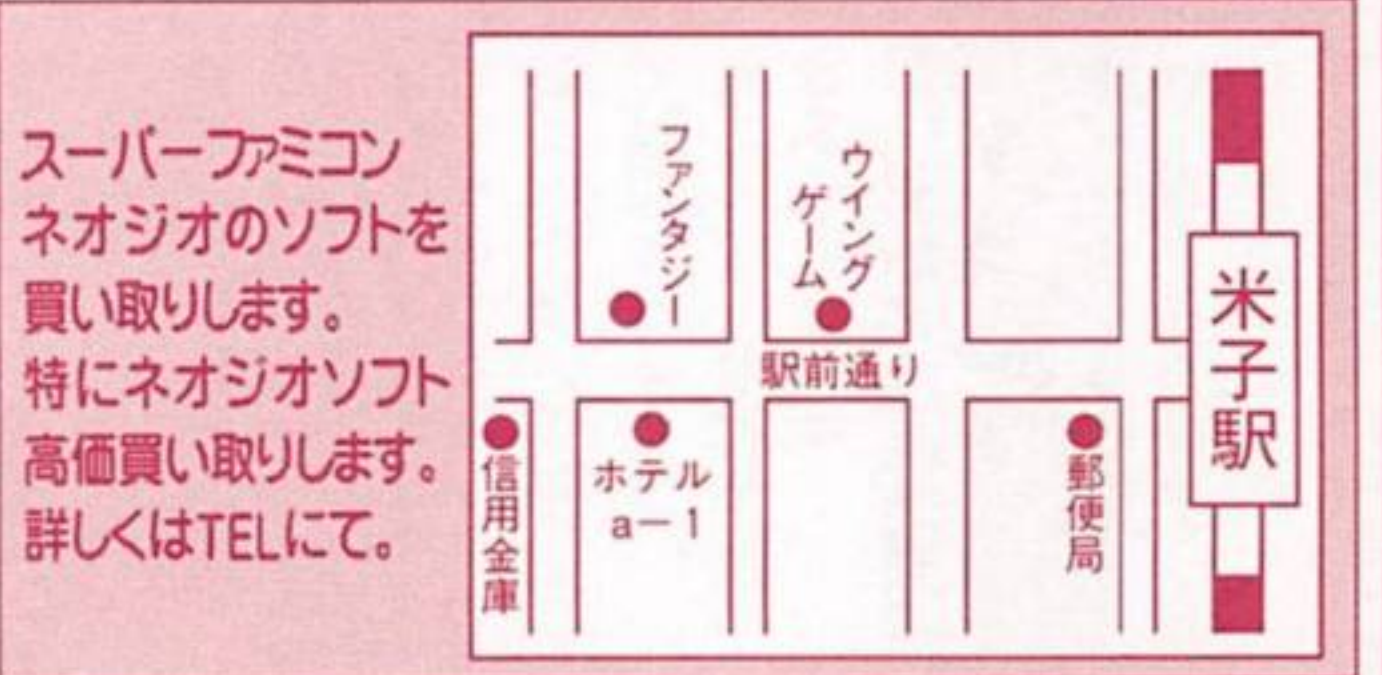 スーパーファミコン
ネオジオのソフトを
買い取りします。
特にネオジオソフト
高価買い取りします。
詳しくはTELにて。
ファンタジー
ウイング
ゲーム
駅前通り
米子駅
信用金庫
ホテル
a－1
郵便局